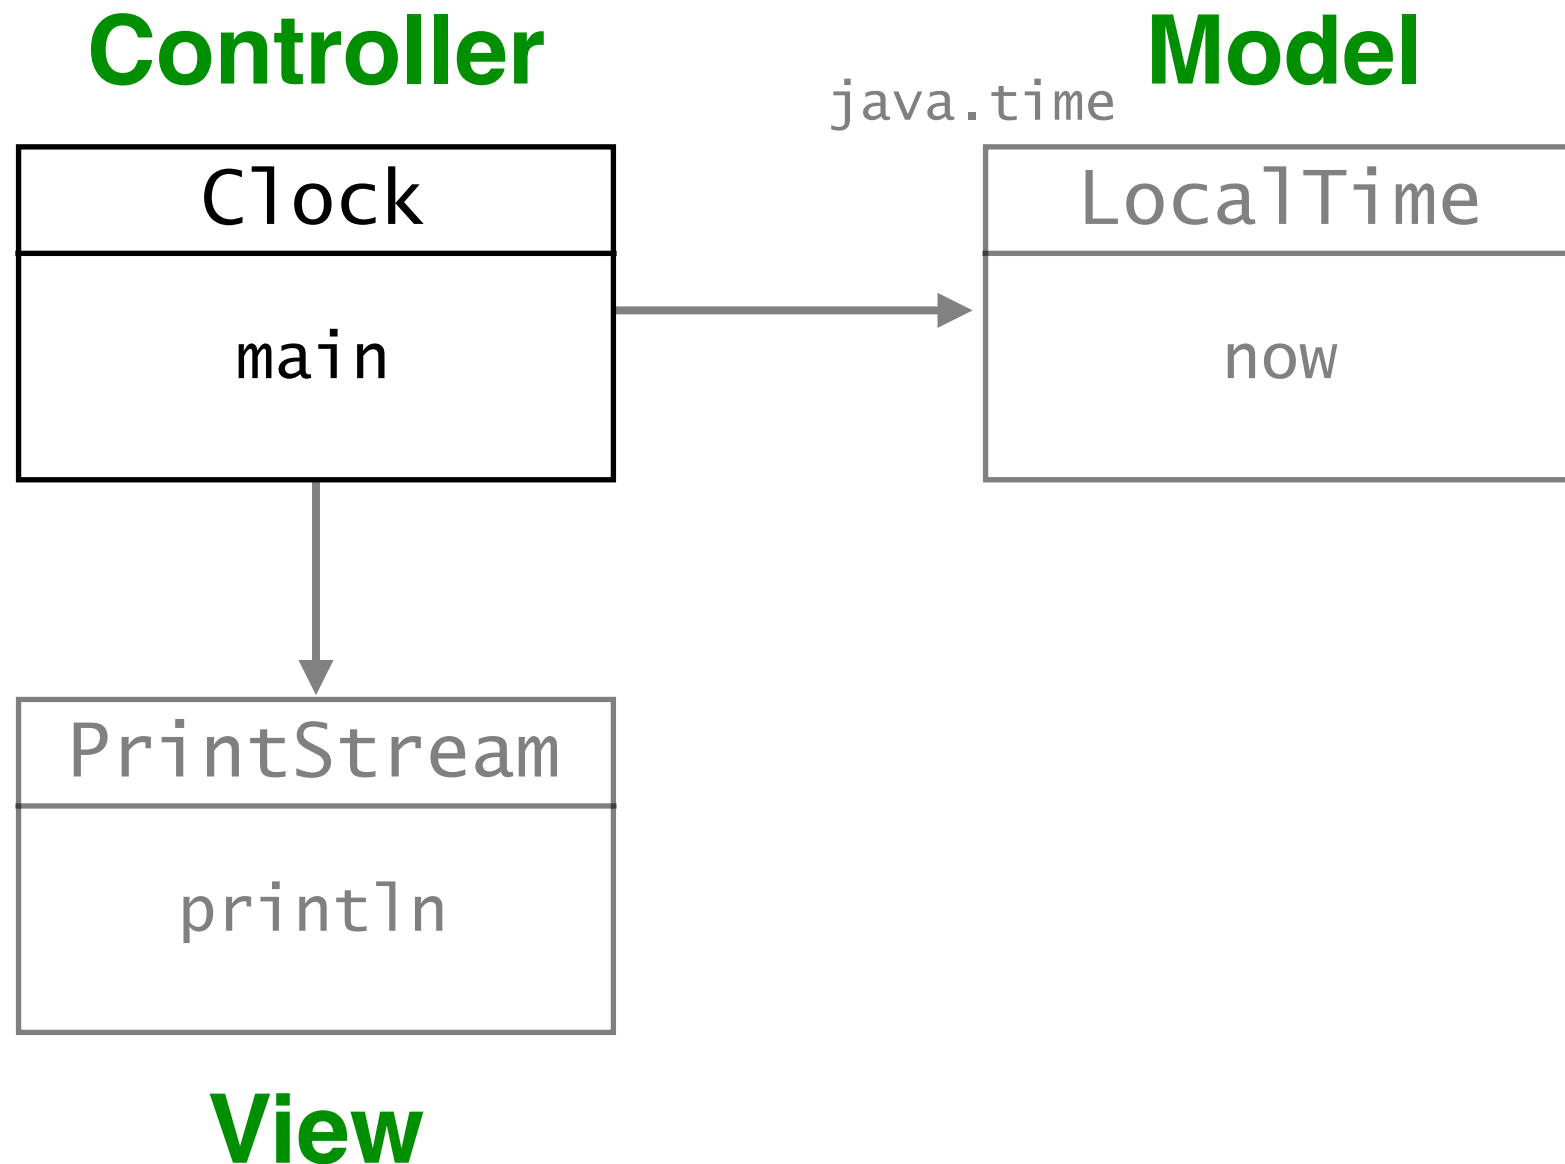 Controller
Model
java.time
Clock
LocalTime
main
now
PrintStream
println
View